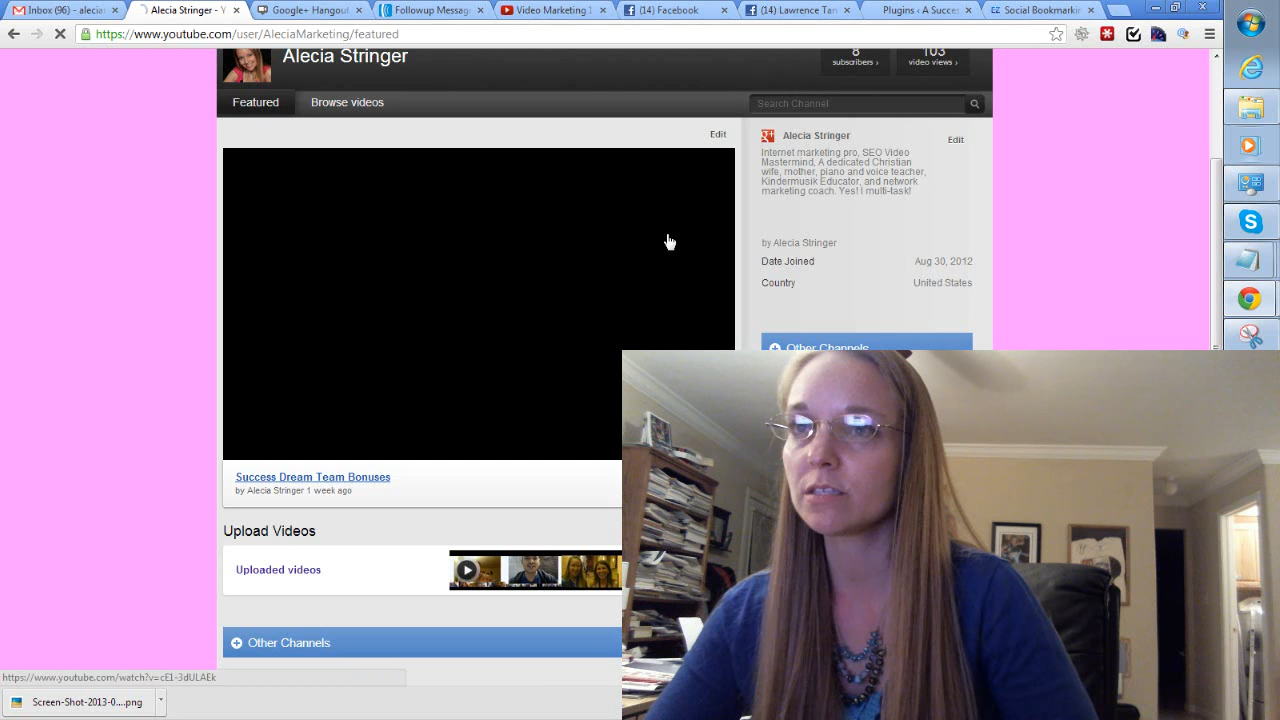 Inbox (96) - alecia
Alecia Stringer - Y
Google+ Hangout
Followup Messag
Video Marketing 1
(14) Facebook
(14) Lawrence Tan
Plugins ‹ A Succes
EZ Social Bookmarkin
https://www.youtube.com/user/AleciaMarketing/featured
Alecia Stringer
8
subscribers ›
103
video views ›
Featured
Browse videos
Search Channel
Edit
Alecia Stringer
Edit
Internet marketing pro, SEO Video
Mastermind, A dedicated Christian
wife, mother, piano and voice teacher,
Kindermusik Educator, and network
marketing coach. Yes! I multi-task!
by Alecia Stringer
Date Joined
Aug 30, 2012
Country
United States
Other Channels
Success Dream Team Bonuses
by Alecia Stringer 1 week ago
Upload Videos
Uploaded videos
Other Channels
https://www.youtube.com/watch?v=cE1-3dULAEk
Screen-Shot-2013-0....png